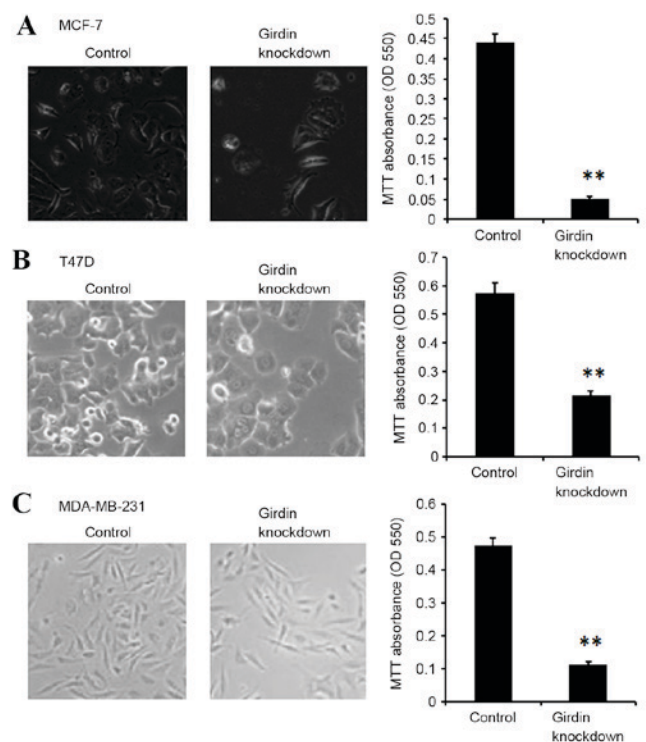 A MCF-7
Control
Girdin
knockdown
MTT absorbance (OD 550)
0.5
0.45
0.4
0.35
0.3
0.25
0.2
0.15
0.1
0.05
0
**
Control
Girdin
knockdown
B T47D
Control
Girdin
knockdown
MTT absorbance (OD 550)
0.7
0.6
0.5
0.4
0.3
0.2
0.1
0
**
Control
Girdin
knockdown
C MDA-MB-231
Control
Girdin
knockdown
MTT absorbance (OD 550)
0.6
0.5
0.4
0.3
0.2
0.1
0
**
Control
Girdin
knockdown